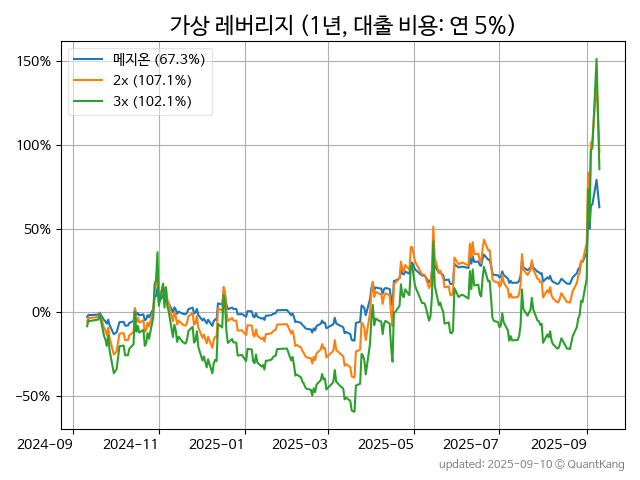 가상 레버리지 (1년, 대출 비용: 연 5%)
메지온 (67.3%)
2x (107.1%)
3x (102.1%)
150%
100%
50%
0%
−50%
2024-09 2024-11 2025-01 2025-03 2025-05 2025-07 2025-09
updated: 2025-09-10 © QuantKang